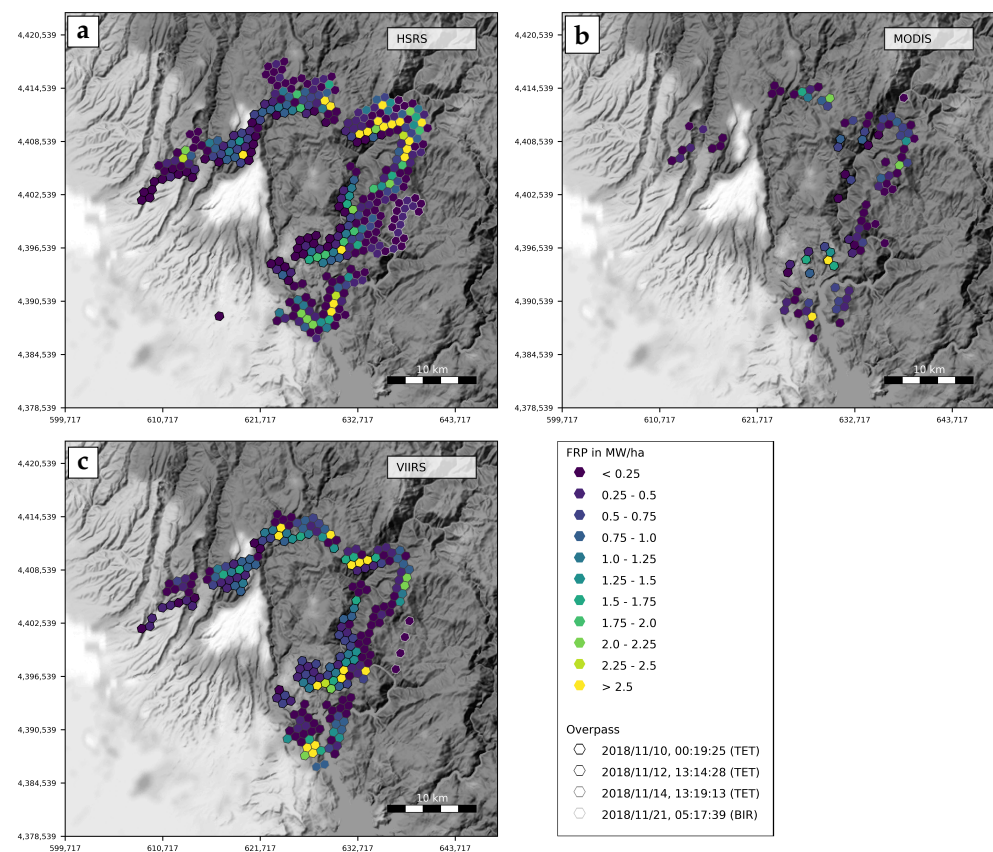 a
HSRS
4,420,539
4,414,539
4,408,539
4,402,539
4,396,539
4,390,539
4,384,539
4,378,539
10 km
599,717
610,717
621,717
632,717
643,717
b
MODIS
4,420,539
4,414,539
4,408,539
4,402,539
4,396,539
4,390,539
4,384,539
4,378,539
10 km
599,717
610,717
621,717
632,717
643,717
c
VIIRS
4,420,539
4,414,539
4,408,539
4,402,539
4,396,539
4,390,539
4,384,539
4,378,539
10 km
599,717
610,717
621,717
632,717
643,717
FRP in MW/ha
< 0.25
0.25 - 0.5
0.5 - 0.75
0.75 - 1.0
1.0 - 1.25
1.25 - 1.5
1.5 - 1.75
1.75 - 2.0
2.0 - 2.25
2.25 - 2.5
> 2.5
Overpass
2018/11/10, 00:19:25 (TET)
2018/11/12, 13:14:28 (TET)
2018/11/14, 13:19:13 (TET)
2018/11/21, 05:17:39 (BIR)